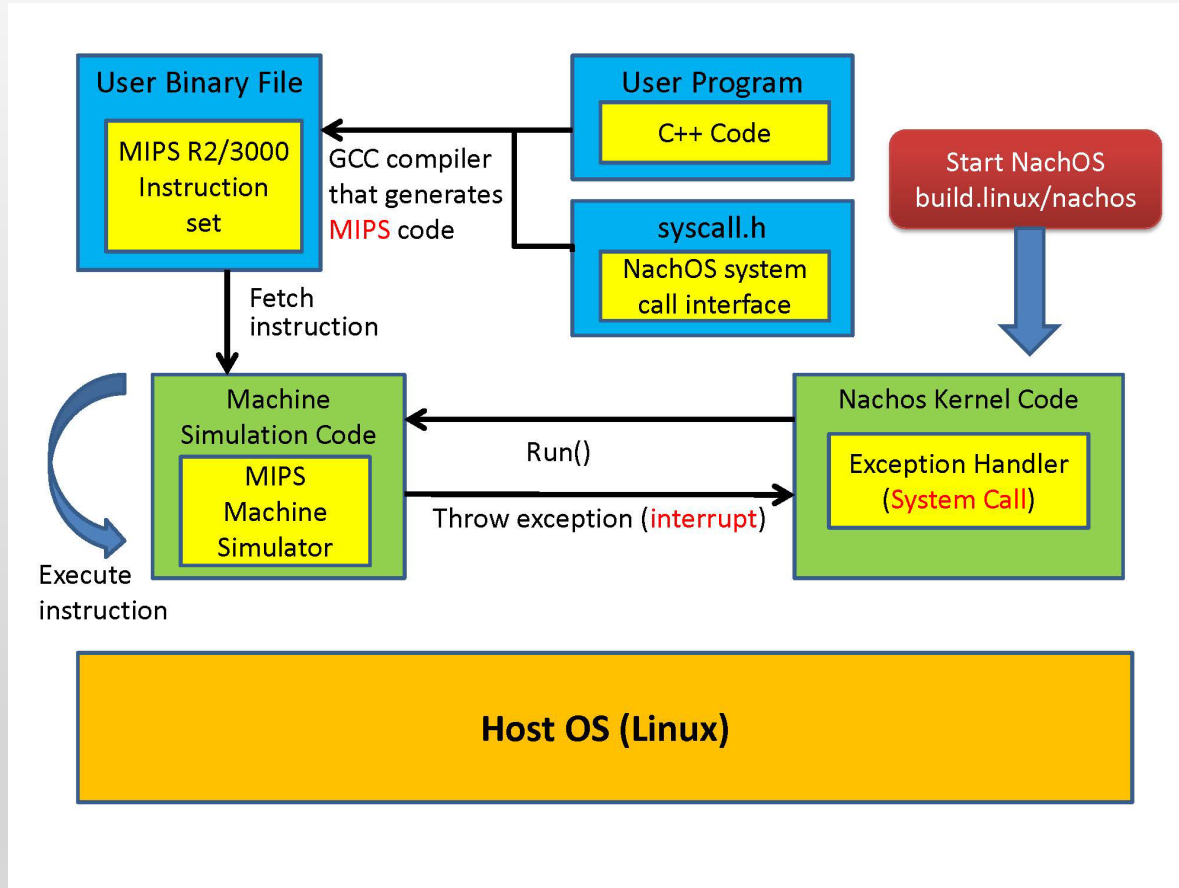 User Binary File
MIPS R2/3000
Instruction
set
GCC compiler
that generates
MIPS code
User Program
C++ Code
syscall.h
NachOS system
call interface
Start NachOS
build.linux/nachos
Fetch
instruction
Machine
Simulation Code
MIPS
Machine
Simulator
Execute
instruction
Run()
Throw exception (interrupt)
Nachos Kernel Code
Exception Handler
(System Call)
Host OS (Linux)